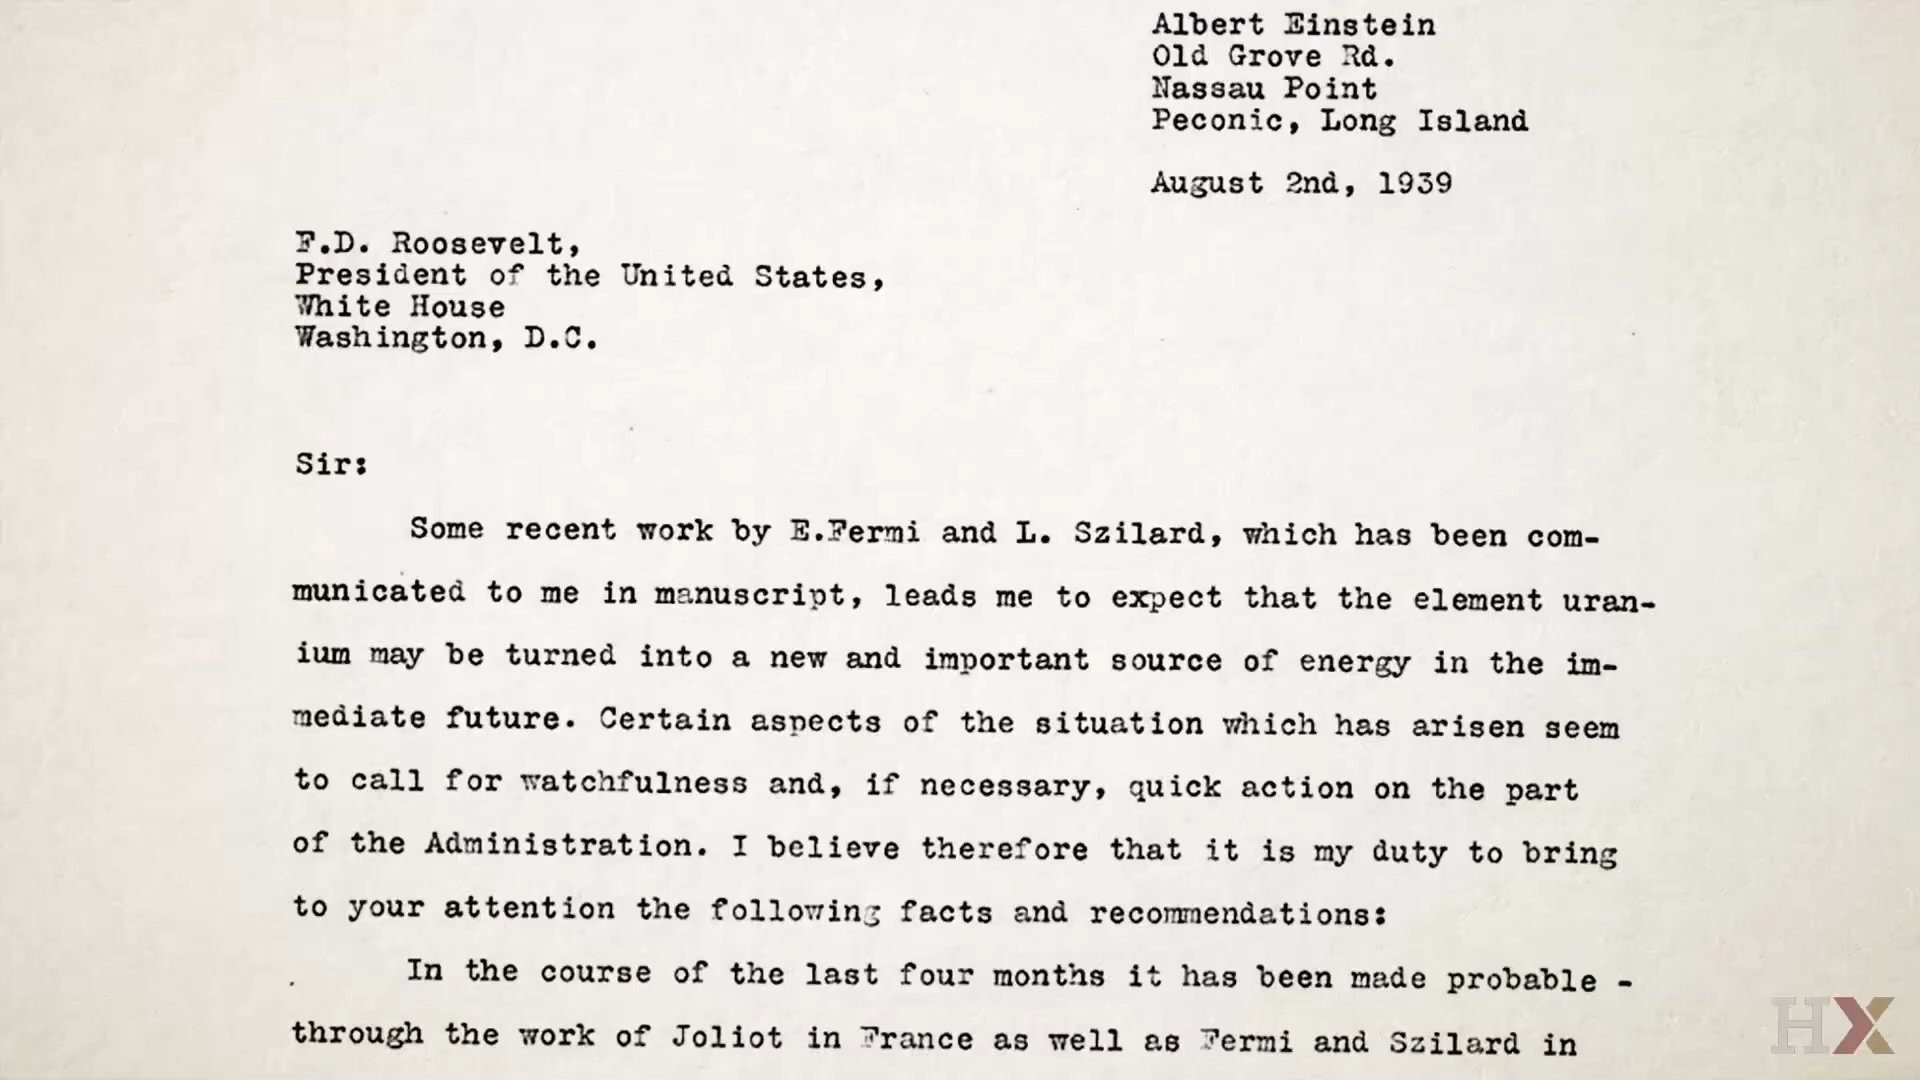 Albert Einstein
Old Grove Rd.
Nassau Point
Peconic, Long Island
August 2nd, 1939
F.D. Roosevelt,
President of the United States,
White House
Washington, D.C.
Sir:
Some recent work by E.Fermi and L. Szilard, which has been com-
municated to me in manuscript, leads me to expect that the element uran-
ium may be turned into a new and important source of energy in the im-
mediate future. Certain aspects of the situation which has arisen seem
to call for watchfulness and, if necessary, quick action on the part
of the Administration. I believe therefore that it is my duty to bring
to your attention the following facts and recommendations:
In the course of the last four months it has been made probable -
through the work of Joliot in France as well as Fermi and Szilard in
HX